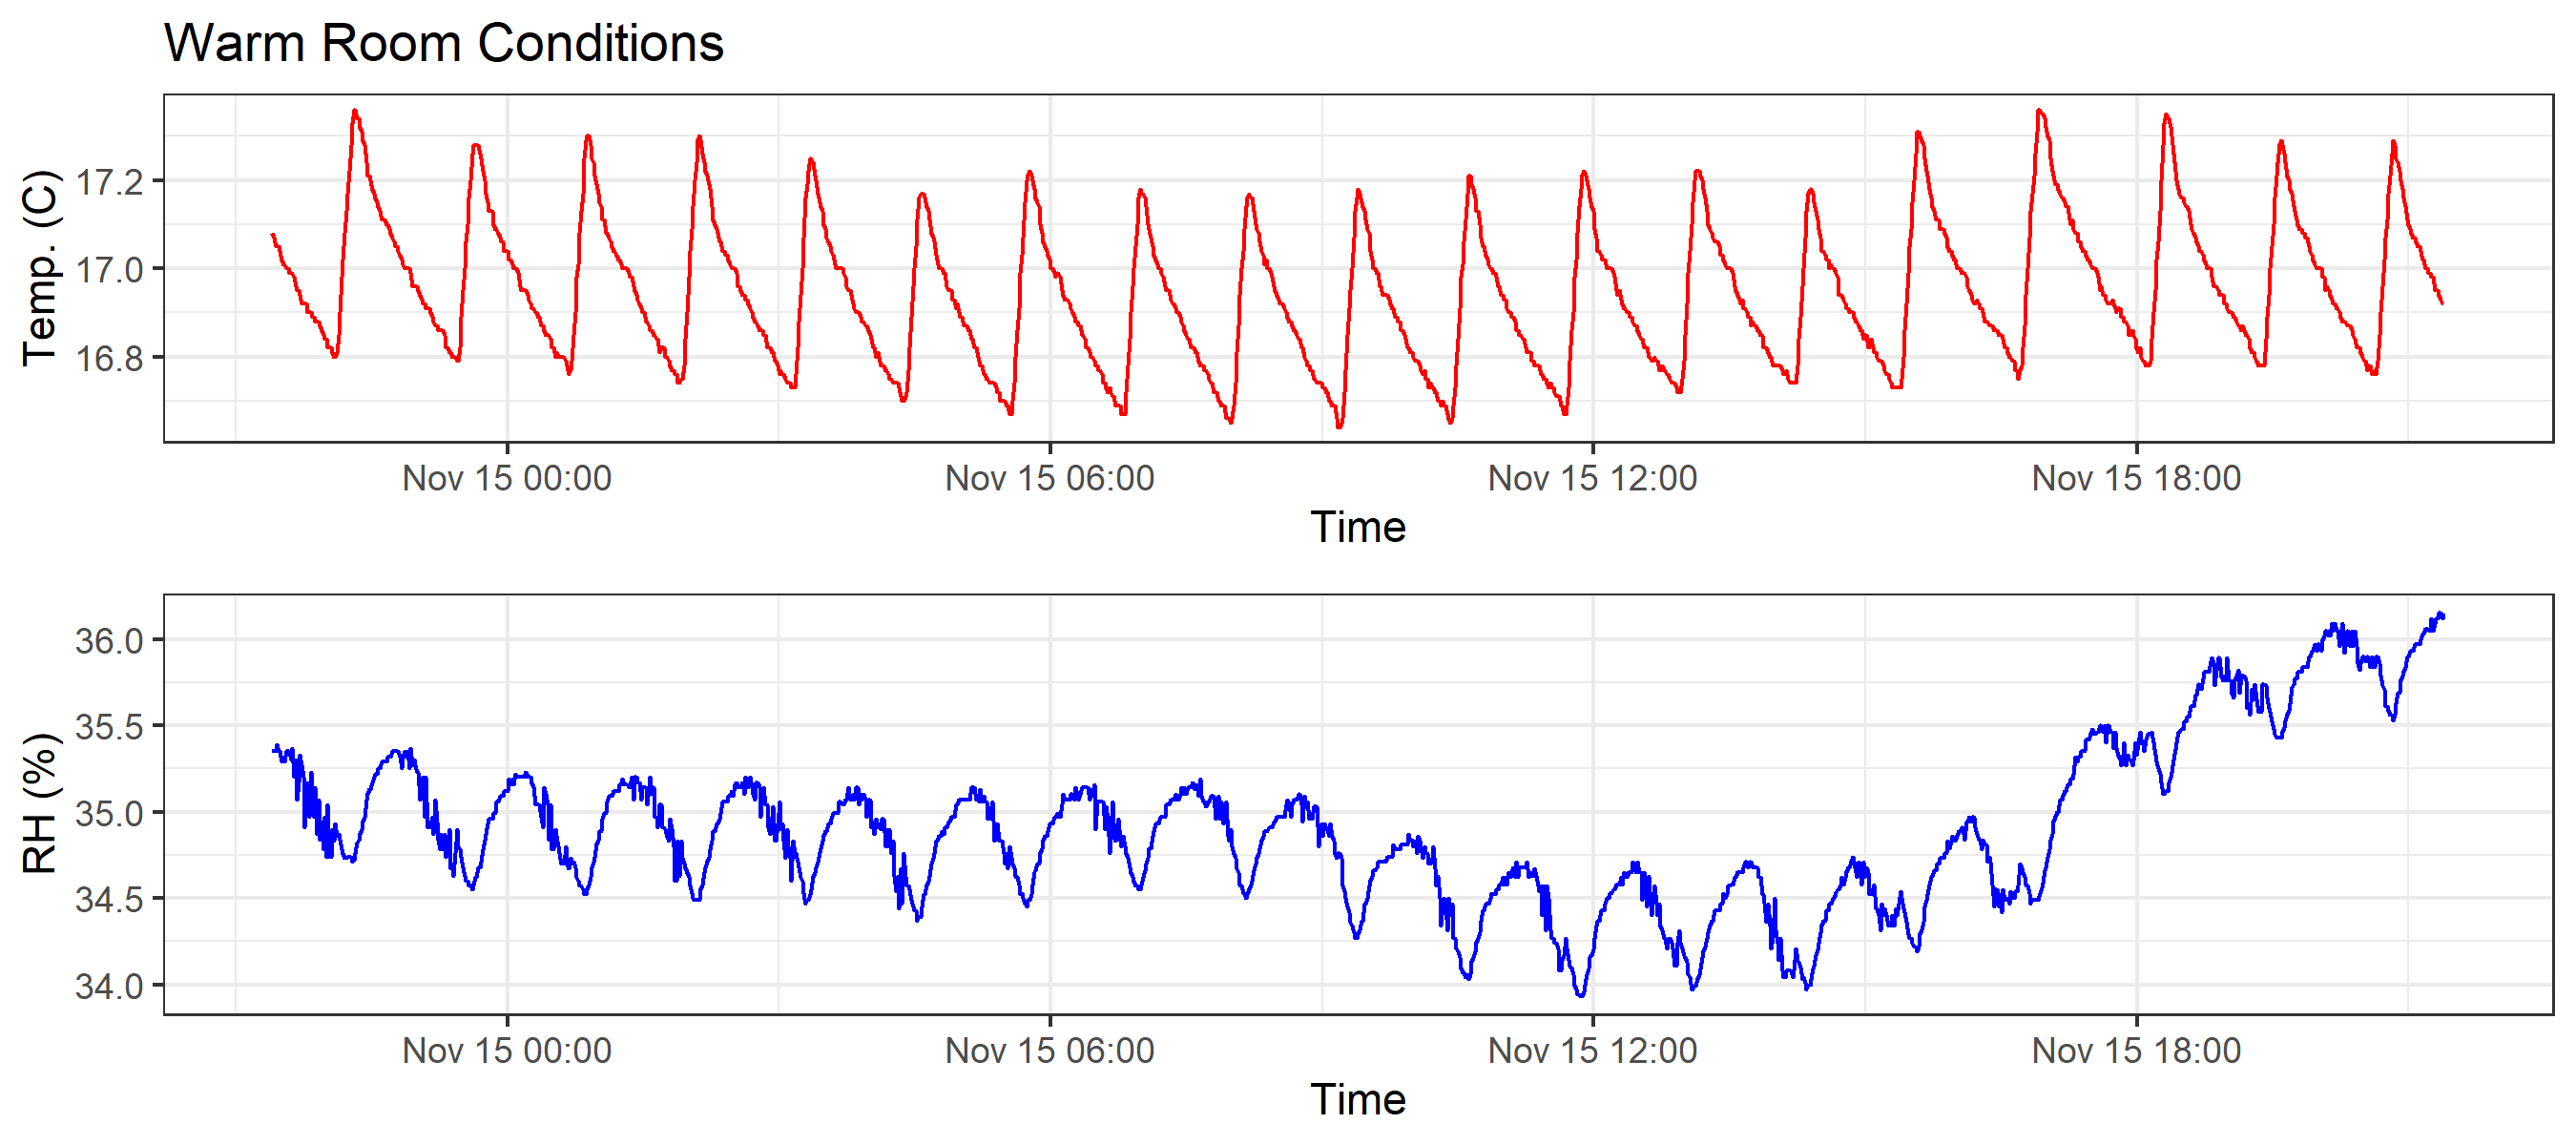 Warm Room Conditions
Temp. (C)
17.2
17.0
16.8
Nov 15 00:00 Nov 15 06:00 Nov 15 12:00 Nov 15 18:00
Time
RH (%)
36.0
35.5
35.0
34.5
34.0
Nov 15 00:00 Nov 15 06:00 Nov 15 12:00 Nov 15 18:00
Time